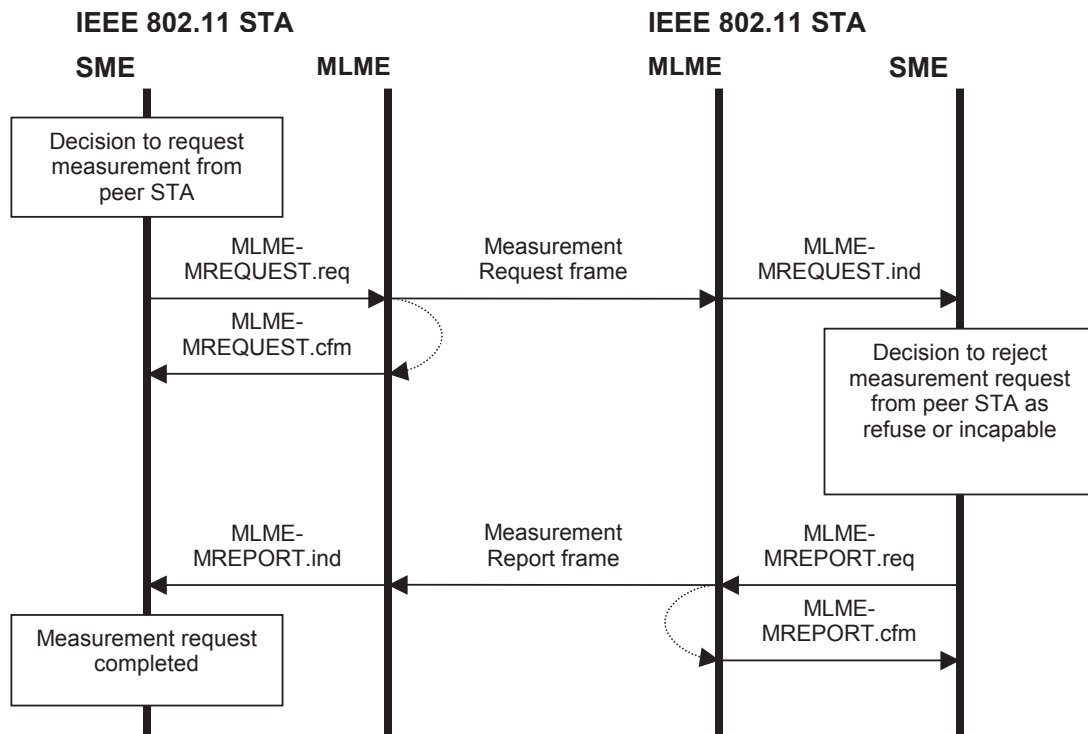 IEEE 802.11 STA
IEEE 802.11 STA
SME
MLME
MLME
SME
Decision to request
measurement from
peer STA
MLME-
MREQUEST.req
Measurement
Request frame
MLME-
MREQUEST.ind
MLME-
MREQUEST.cfm
Decision to reject
measurement request
from peer STA as
refuse or incapable
MLME-
MREPORT.ind
Measurement
Report frame
MLME-
MREPORT.req
MLME-
MREPORT.cfm
Measurement request
completed